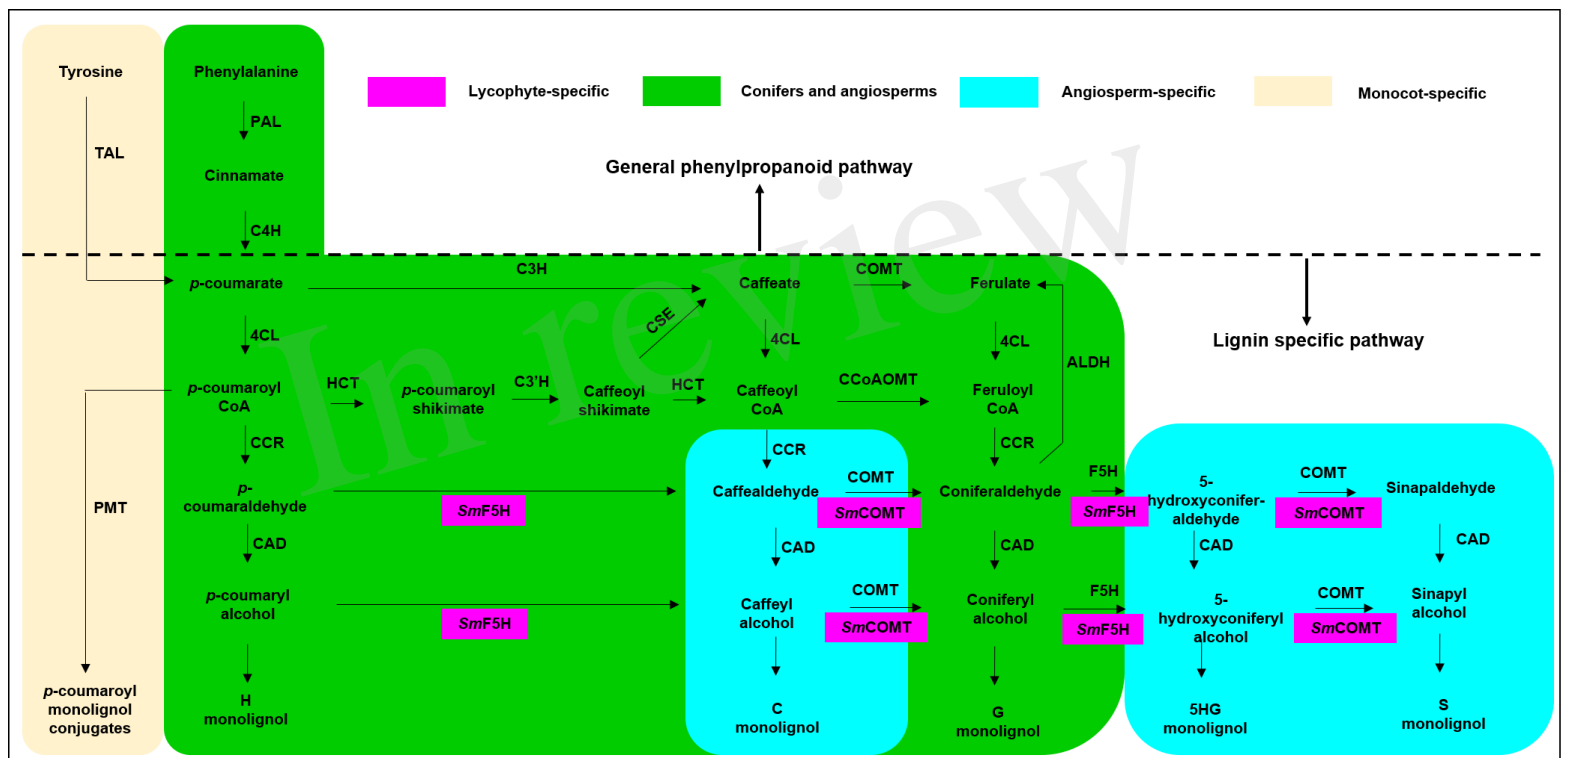 Tyrosine
Phenylalanine
Lycophyte-specific
Conifers and angiosperms
Angiosperm-specific
Monocot-specific
PAL
TAL
General phenylpropanoid pathway
Cinnamate
C4H
C3H
COMT
p-coumarate
Caffeate
Ferulate
CSE
4CL
4CL
4CL
Lignin specific pathway
ALDH
p-coumaroyl
CoA
HCT
p-coumaroyl
shikimate
C3’H
Caffeoyl
shikimate
HCT
Caffeoyl
CoA
CCoAOMT
Feruloyl
CoA
CCR
CCR
CCR
p-
coumaraldehyde
SmF5H
Caffealdehyde
COMT
SmCOMT
Coniferaldehyde
F5H
SmF5H
5-
hydroxyconifer-
aldehyde
COMT
SmCOMT
Sinapaldehyde
PMT
CAD
CAD
CAD
CAD
CAD
p-coumaryl
alcohol
SmF5H
Caffeyl
alcohol
COMT
SmCOMT
Coniferyl
alcohol
F5H
SmF5H
5-
hydroxyconiferyl
alcohol
COMT
SmCOMT
Sinapyl
alcohol
p-coumaroyl
monolignol
conjugates
H
monolignol
C
monolignol
G
monolignol
5HG
monolignol
S
monolignol
In review